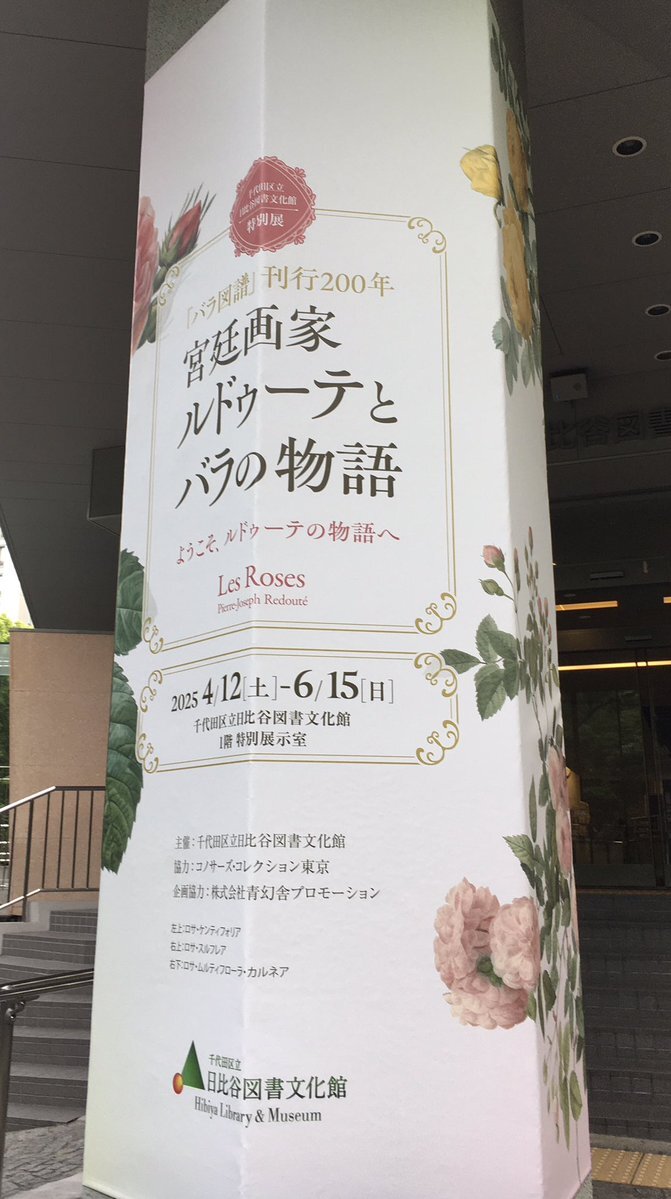 千代田区立
日比谷図書文化館
特別展
「バラ図譜」刊行200年
宮廷画家
ルドゥーテと
バラの物語
ようこそ、ルドゥーテの物語へ
Les Roses
Pierre-Joseph Redouté
2025 4/12[土]-6/15[日]
千代田区立日比谷図書文化館
1階 特別展示室
主催:千代田区立日比谷図書文化館
協力:コノサーズ・コレクション東京
企画協力:株式会社青幻舎プロモーション
左上:ロサ・ケンティフォリア
右上:ロサ・スルフレア
右下:ロサ・ムルティフローラ・カルネア
千代田区立
日比谷図書文化館
Hibiya Library & Museum
比谷図書